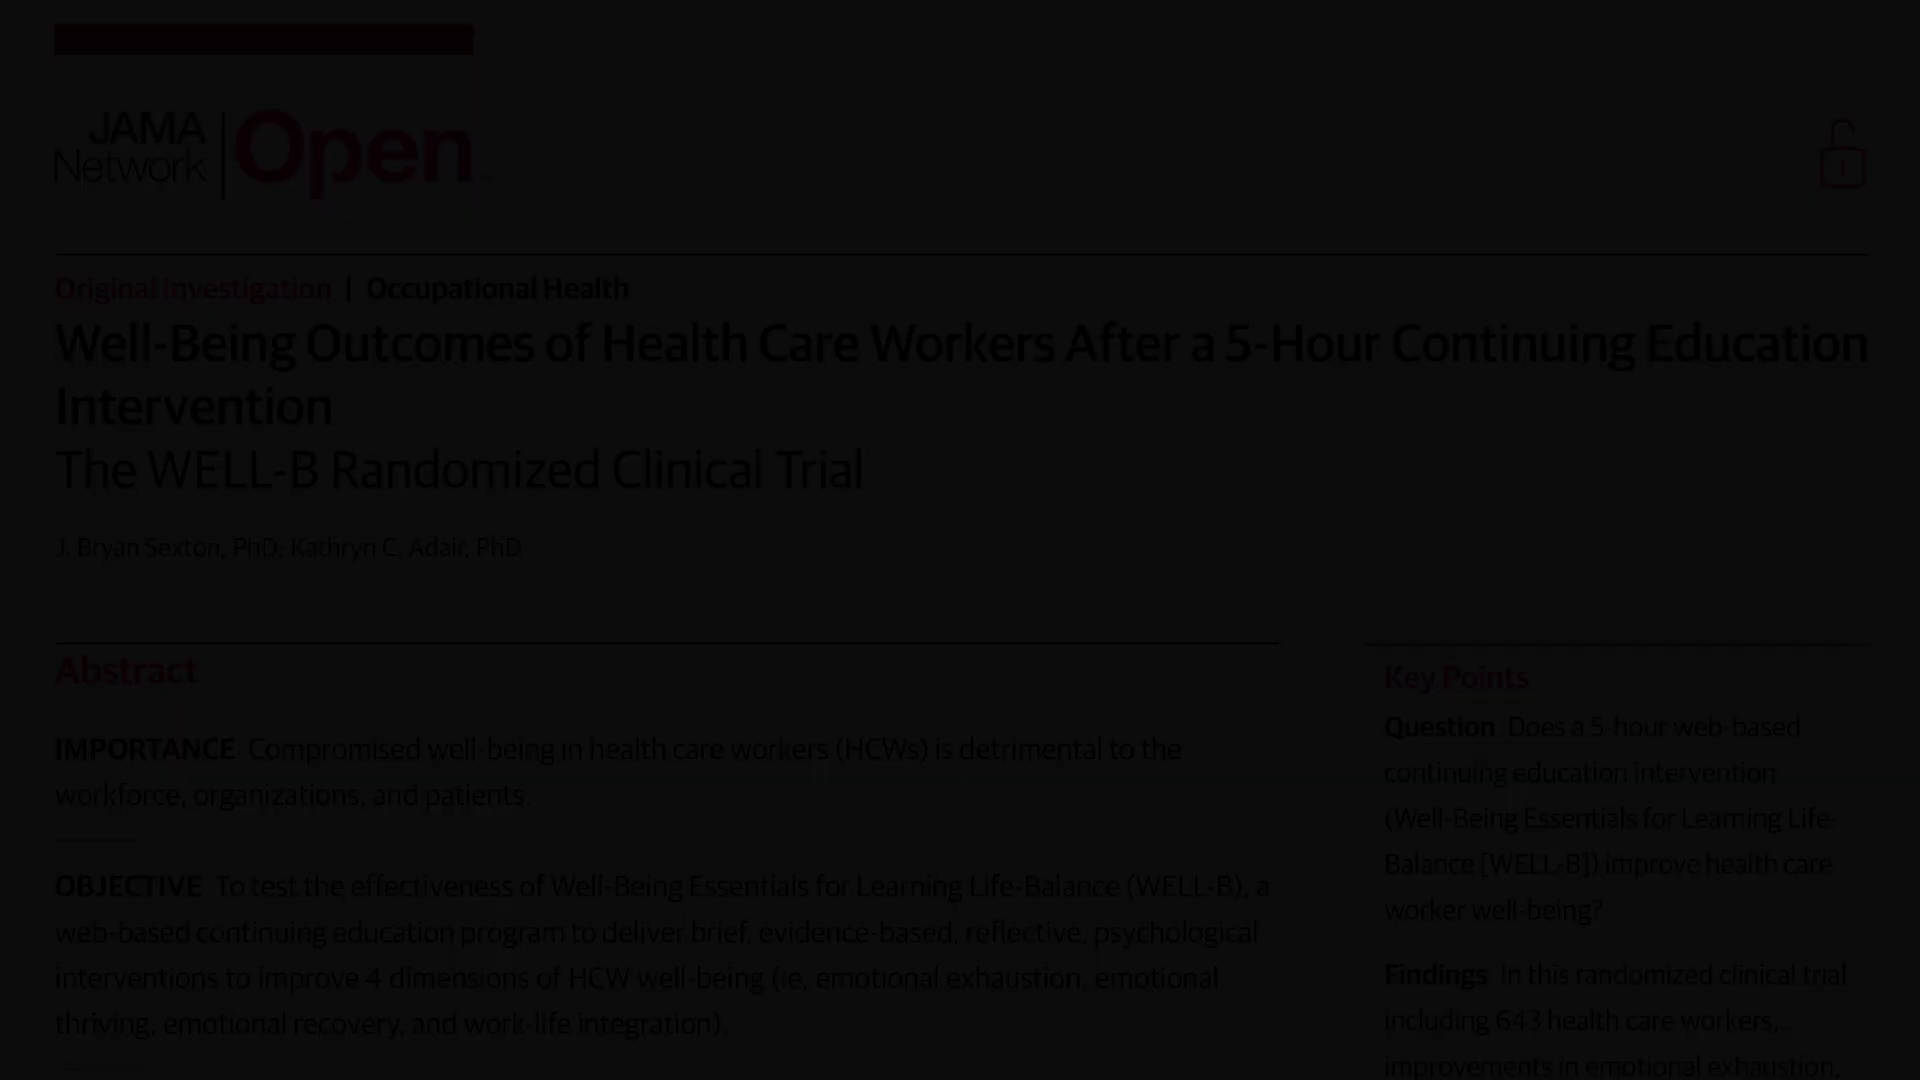 JAMA
Network
Open
Original Investigation | Occupational Health
Well-Being Outcomes of Health Care Workers After a 5-Hour Continuing Education
Intervention
The WELL-B Randomized Clinical Trial
J. Bryan Sexton, PhD; Kathryn C. Adair, PhD
Abstract
IMPORTANCE Compromised well-being in health care workers (HCWs) is detrimental to the
workforce, organizations, and patients.
OBJECTIVE To test the effectiveness of Well-Being Essentials for Learning Life-Balance (WELL-B), a
web-based continuing education program to deliver brief, evidence-based, reflective, psychological
interventions to improve 4 dimensions of HCW well-being (ie, emotional exhaustion, emotional
thriving, emotional recovery, and work-life integration).
Key Points
Question Does a 5-hour web-based
continuing education intervention
(Well-Being Essentials for Learning Life-
Balance [WELL-B]) improve health care
worker well-being?
Findings In this randomized clinical trial
including 643 health care workers,
improvements in emotional exhaustion,